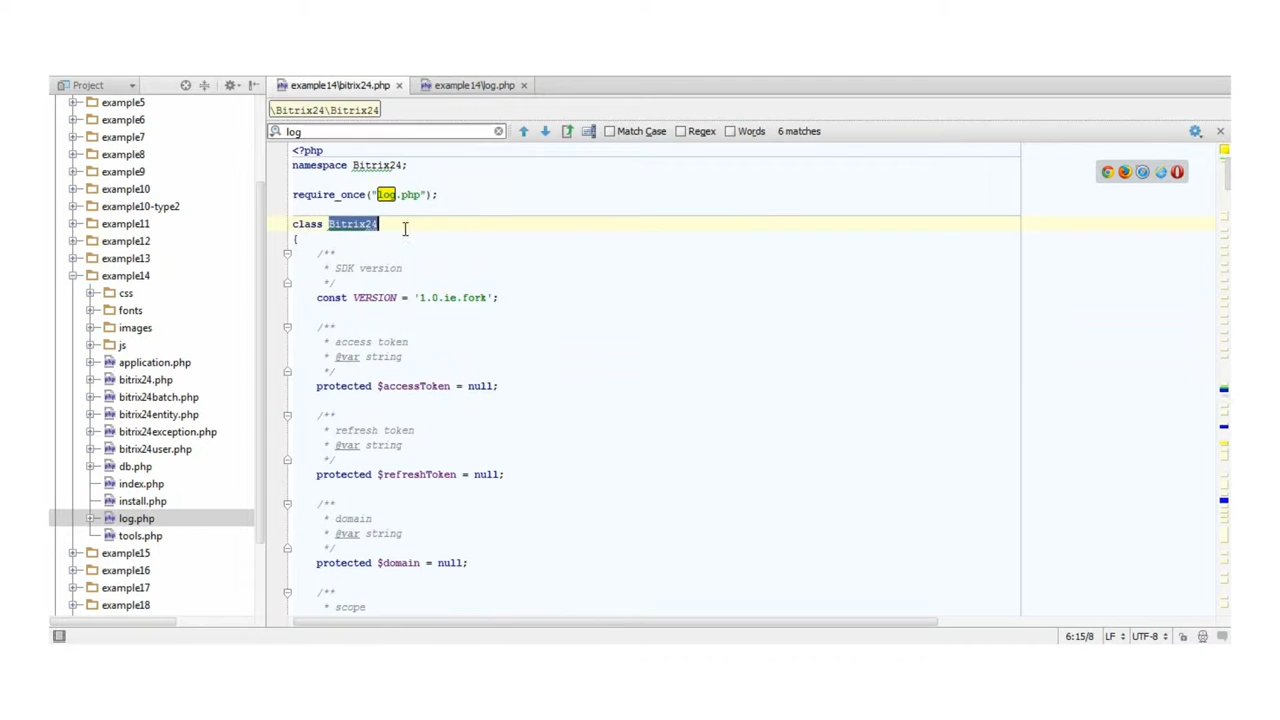 Project
example14\bitrix24.php
example14\log.php
example5
example6
example7
example8
example9
example10
example10-type2
example11
example12
example13
example14
css
fonts
images
js
application.php
bitrix24.php
bitrix24batch.php
bitrix24entity.php
bitrix24exception.php
bitrix24user.php
db.php
index.php
install.php
log.php
tools.php
example15
example16
example17
example18
\Bitrix24\Bitrix24
log
Match Case
Regex
Words
6 matches
<?php
namespace Bitrix24;
require_once("log.php");
class Bitrix24
{
/**
* SDK version
*/
const VERSION = '1.0.ie.fork';
/**
* access token
* @var string
*/
protected $accessToken = null;
/**
* refresh token
* @var string
*/
protected $refreshToken = null;
/**
* domain
* @var string
*/
protected $domain = null;
/**
* scope
6:15/8
LF
UTF-8